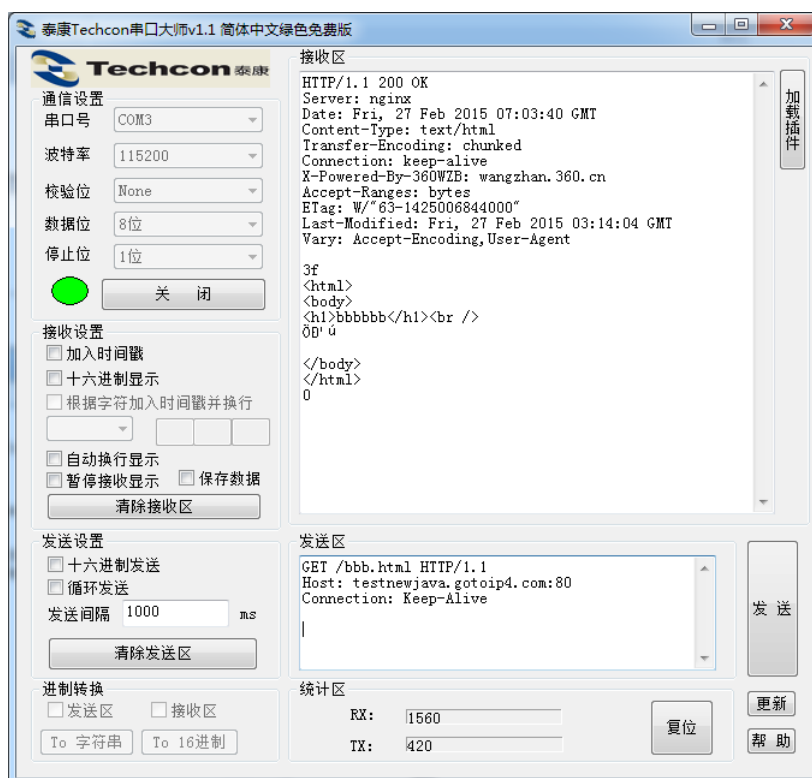 泰康Techcon串口大师v1.1 简体中文绿色免费版
Techcon泰康
通信设置
串口号 COM3
波特率 115200
校验位 None
数据位 8位
停止位 1位
关 闭
接收设置
加入时间戳
十六进制显示
根据字符加入时间戳并换行
自动换行显示
暂停接收显示 保存数据
清除接收区
发送设置
十六进制发送
循环发送
发送间隔 1000 ms
清除发送区
进制转换
发送区 接收区
To 字符串 To 16进制
接收区
HTTP/1.1 200 OK
Server: nginx
Date: Fri, 27 Feb 2015 07:03:40 GMT
Content-Type: text/html
Transfer-Encoding: chunked
Connection: keep-alive
X-Powered-By-360WZB: wangzhan.360.cn
Accept-Ranges: bytes
ETag: W/"63-1425006844000"
Last-Modified: Fri, 27 Feb 2015 03:14:04 GMT
Vary: Accept-Encoding,User-Agent
3f
<html>
<body>
<h1>bbbbbb</h1><br />
</body>
</html>
0
加载插件
发送区
GET /bbb.html HTTP/1.1
Host: testnewjava.gotoip4.com:80
Connection: Keep-Alive
发 送
统计区
RX: 1560
TX: 420
复位
更新
帮 助